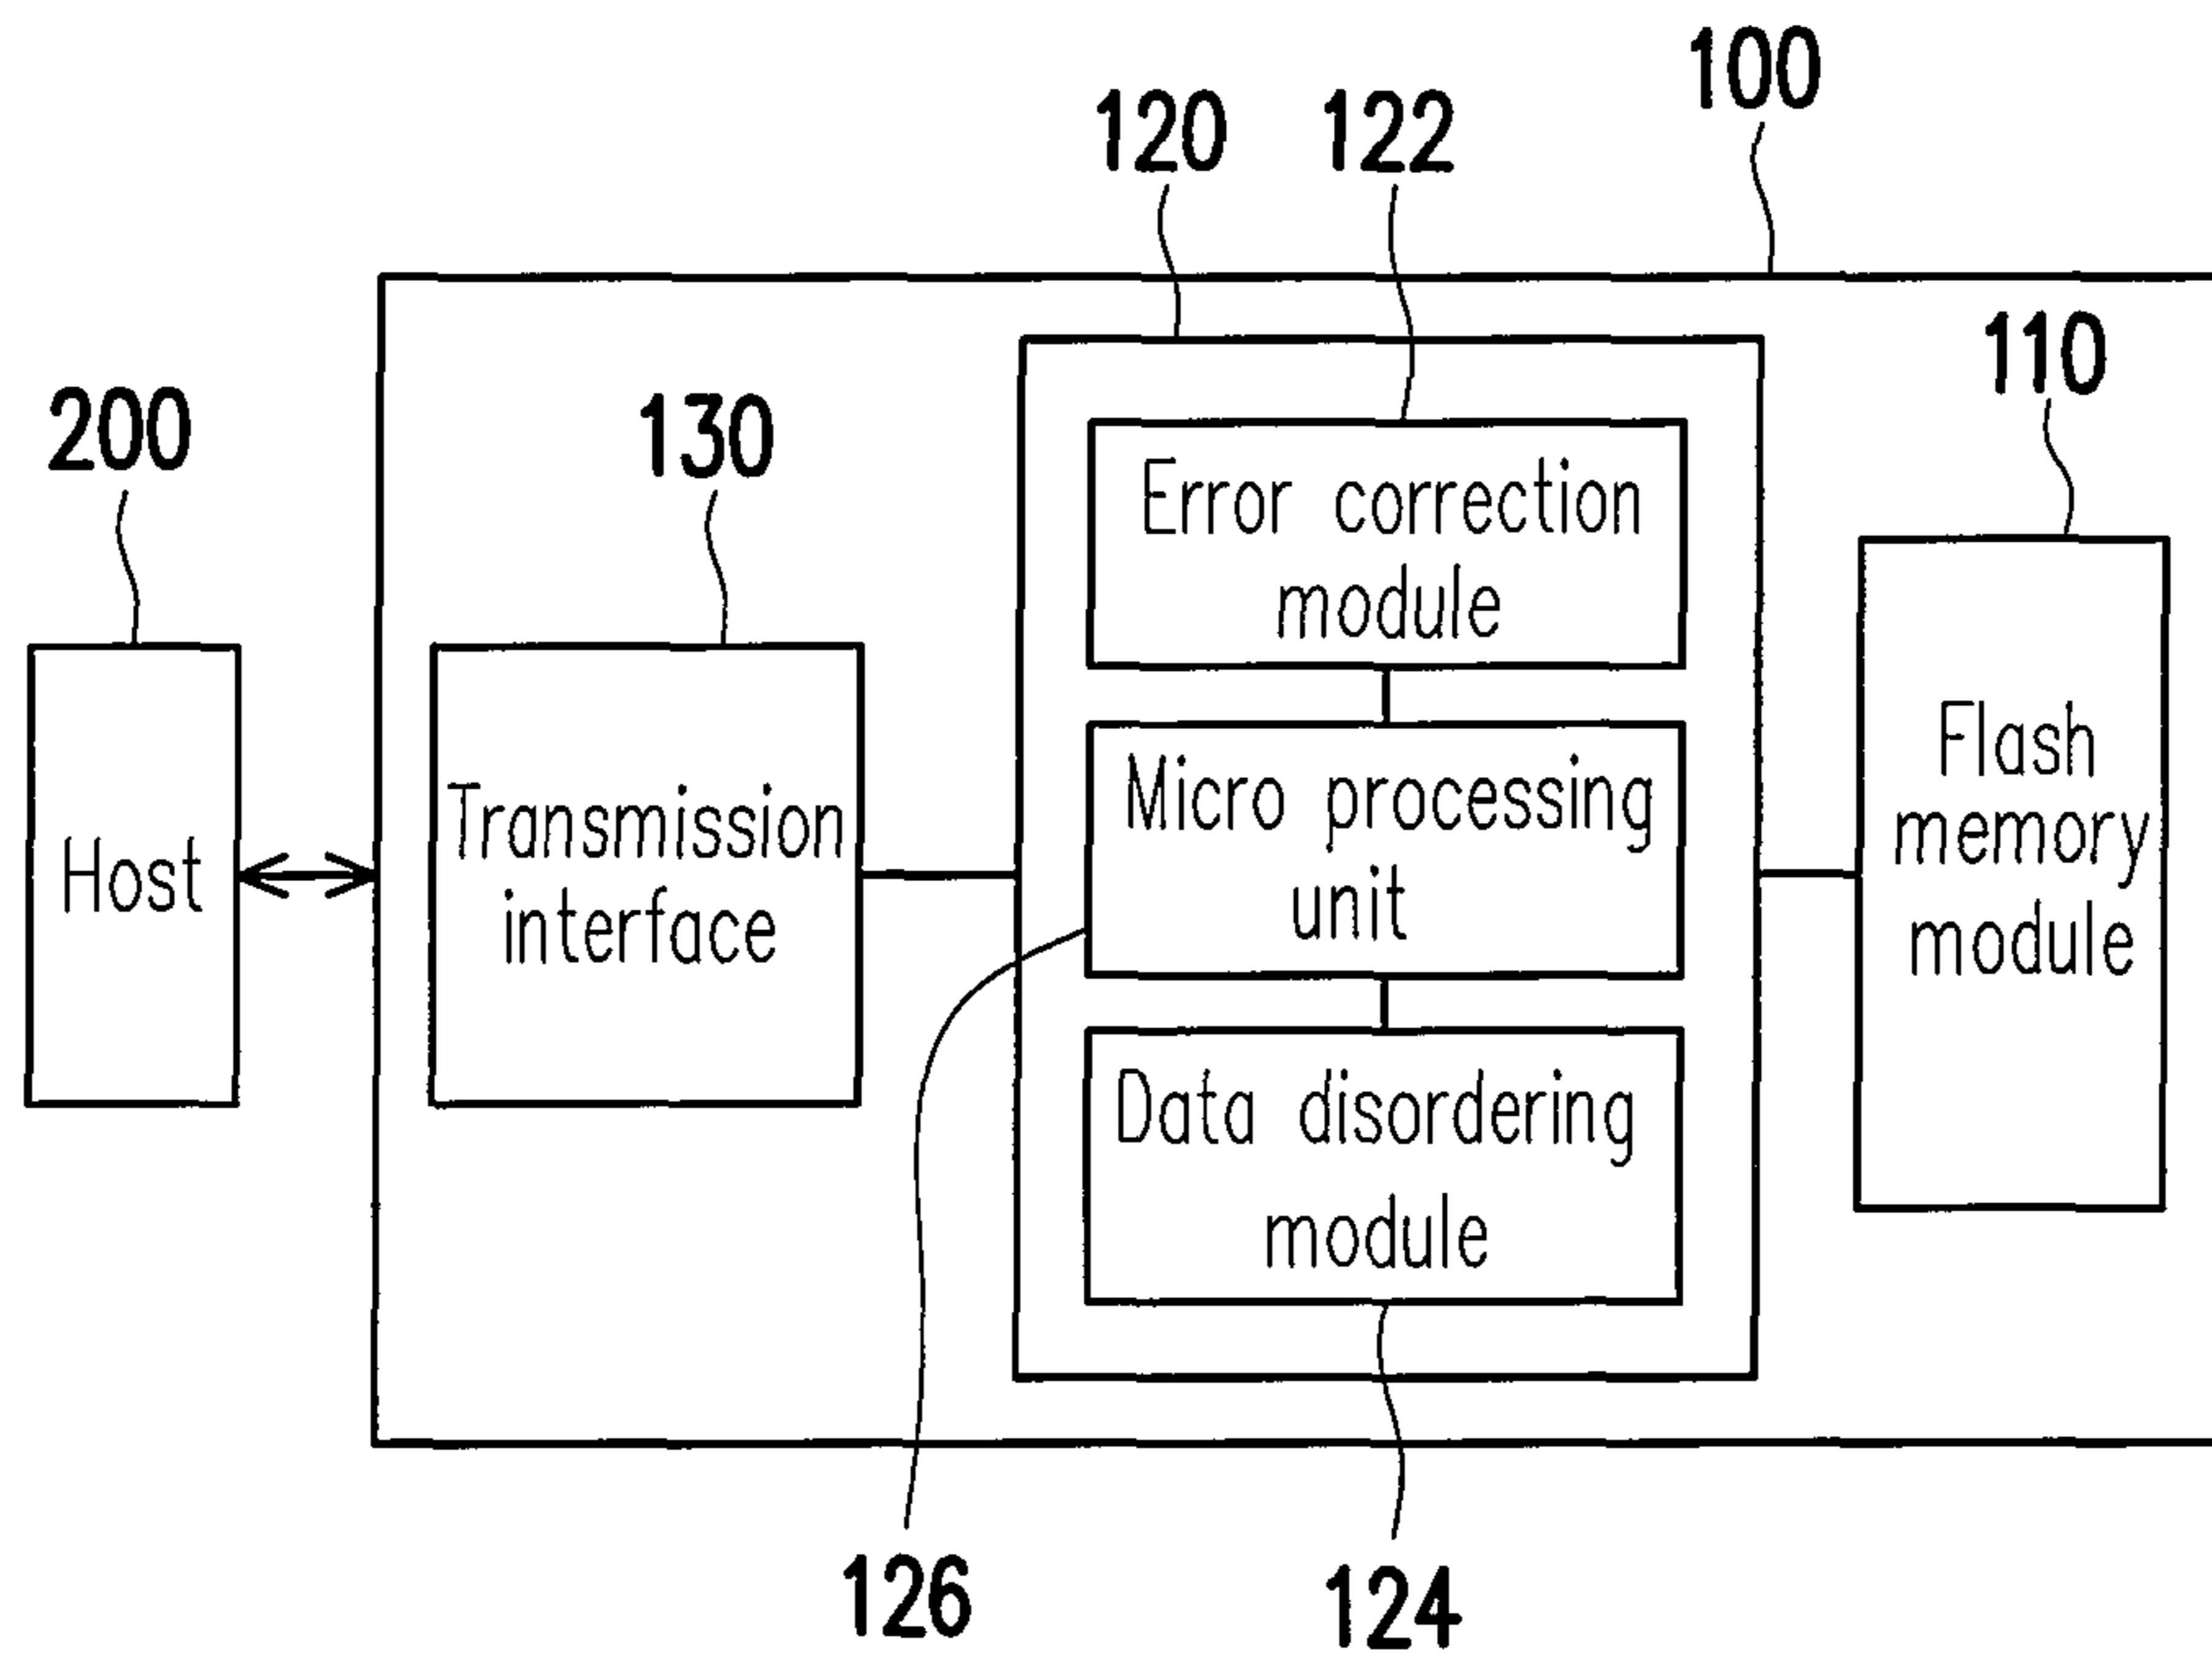 100
120
122
110
200
130
Error correction
module
Micro processing
unit
Data disordering
module
Host
Transmission
interface
Flash
memory
module
126
124